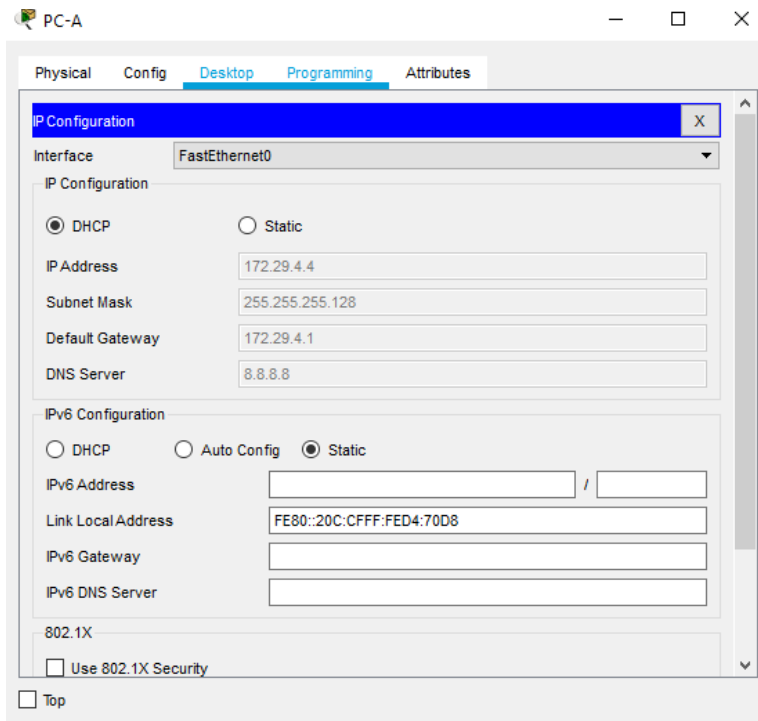 PC-A
Physical Config Desktop Programming Attributes
IP Configuration X
Interface FastEthernet0
IP Configuration
DHCP Static
IP Address 172.29.4.4
Subnet Mask 255.255.255.128
Default Gateway 172.29.4.1
DNS Server 8.8.8.8
IPv6 Configuration
DHCP Auto Config Static
IPv6 Address /
Link Local Address FE80::20C:CFFF:FED4:70D8
IPv6 Gateway
IPv6 DNS Server
802.1X
Use 802.1X Security
Top